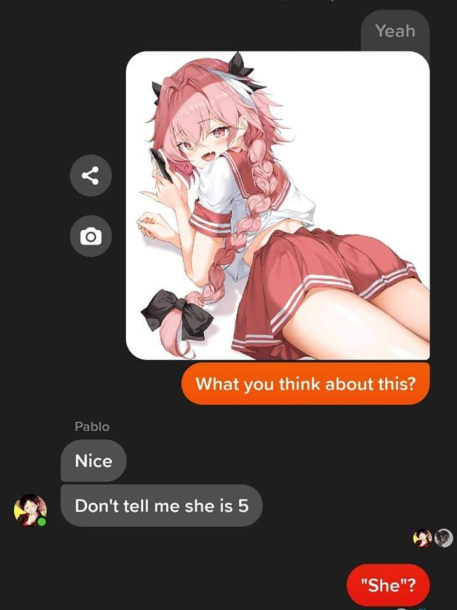 Yeah
What you think about this?
Pablo
Nice
Don't tell me she is 5
"She"?